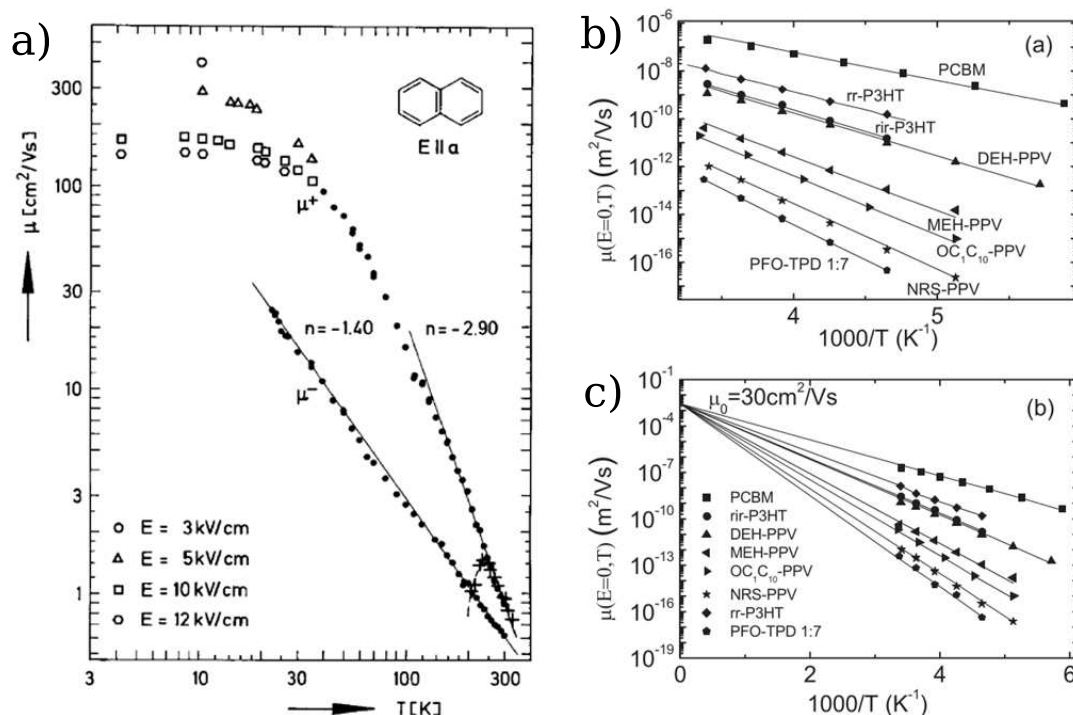 a)
μ [cm²/Vs]
300
100
30
10
3
1
E II a
μ⁺
n = -1.40
n = -2.90
μ⁻
E = 3 kV/cm
E = 5 kV/cm
E = 10 kV/cm
E = 12 kV/cm
3
10
30
100
300
T [K]
b)
(a)
μ(E=0,T) (m²/Vs)
10⁻⁶
10⁻⁸
10⁻¹⁰
10⁻¹²
10⁻¹⁴
10⁻¹⁶
PCBM
rr-P3HT
rir-P3HT
DEH-PPV
MEH-PPV
OC₁C₁₀-PPV
PFO-TPD 1:7
NRS-PPV
4
5
1000/T (K⁻¹)
c)
(b)
μ₀=30cm²/Vs
μ(E=0,T) (m²/Vs)
10⁻¹
10⁻⁴
10⁻⁷
10⁻¹⁰
10⁻¹³
10⁻¹⁶
10⁻¹⁹
PCBM
rir-P3HT
DEH-PPV
MEH-PPV
OC₁C₁₀-PPV
NRS-PPV
rr-P3HT
PFO-TPD 1:7
0
1
2
3
4
5
6
1000/T (K⁻¹)